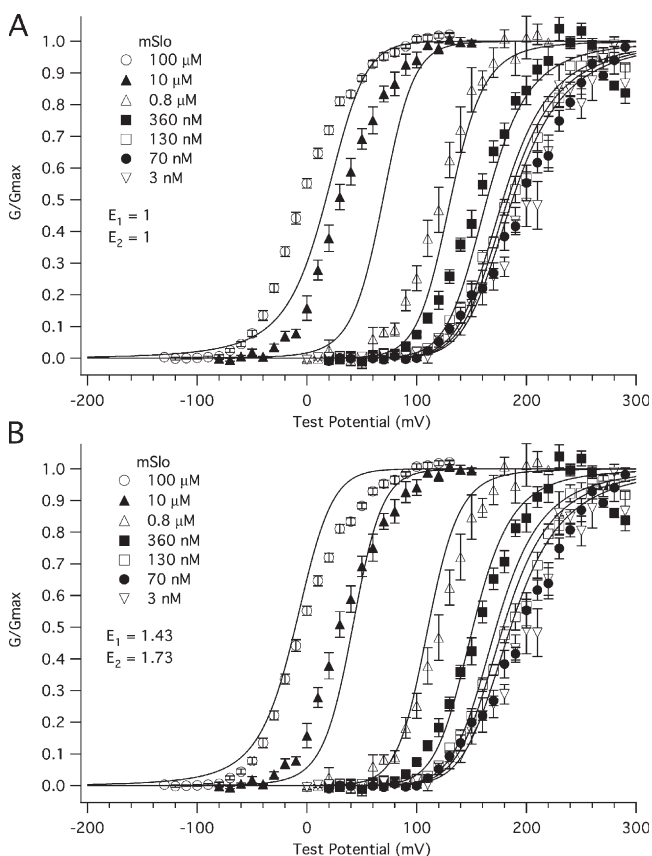 A
mSlo
100 μM
10 μM
0.8 μM
360 nM
130 nM
70 nM
3 nM
E1 = 1
E2 = 1
G/Gmax
1.0
0.9
0.8
0.7
0.6
0.5
0.4
0.3
0.2
0.1
0.0
-200 -100 0 100 200 300
Test Potential (mV)
B
mSlo
100 μM
10 μM
0.8 μM
360 nM
130 nM
70 nM
3 nM
E1 = 1.43
E2 = 1.73
G/Gmax
1.0
0.9
0.8
0.7
0.6
0.5
0.4
0.3
0.2
0.1
0.0
-200 -100 0 100 200 300
Test Potential (mV)